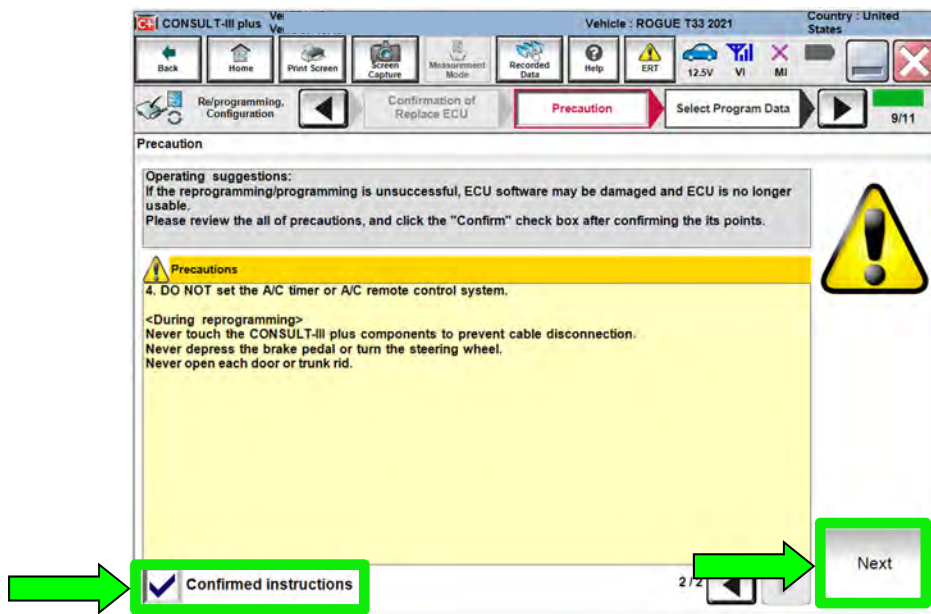 CONSULT-III plus Ve
Ve
Vehicle : ROGUE T33 2021
Country : United
States
Back
Home
Print Screen
Screen
Capture
Measurement
Mode
Recorded
Data
Help
ERT
12.5V
VI
MI
Re/programming,
Configuration
Confirmation of
Replace ECU
Precaution
Select Program Data
9/11
Precaution
Operating suggestions:
If the reprogramming/programming is unsuccessful, ECU software may be damaged and ECU is no longer
usable.
Please review the all of precautions, and click the "Confirm" check box after confirming the its points.
Precautions
4. DO NOT set the A/C timer or A/C remote control system.
<During reprogramming>
Never touch the CONSULT-III plus components to prevent cable disconnection.
Never depress the brake pedal or turn the steering wheel.
Never open each door or trunk rid.
Confirmed instructions
2/2
Next